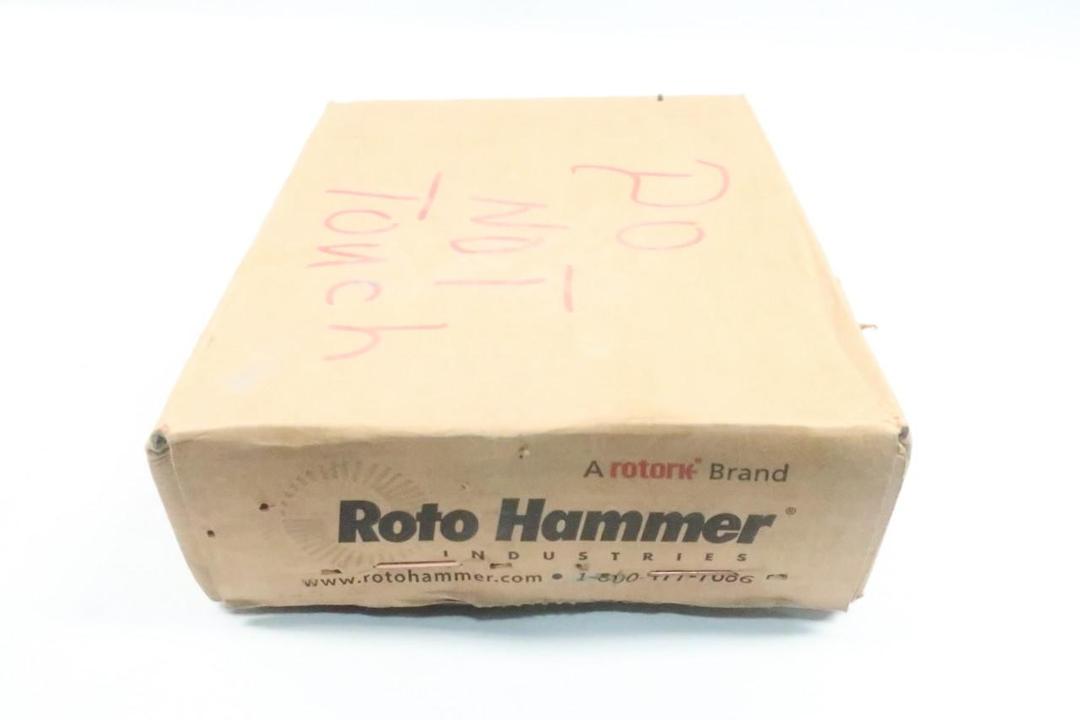 DO
NOT
Touch
A rotork® Brand
Roto Hammer®
INDUSTRIES
www.rotohammer.com •